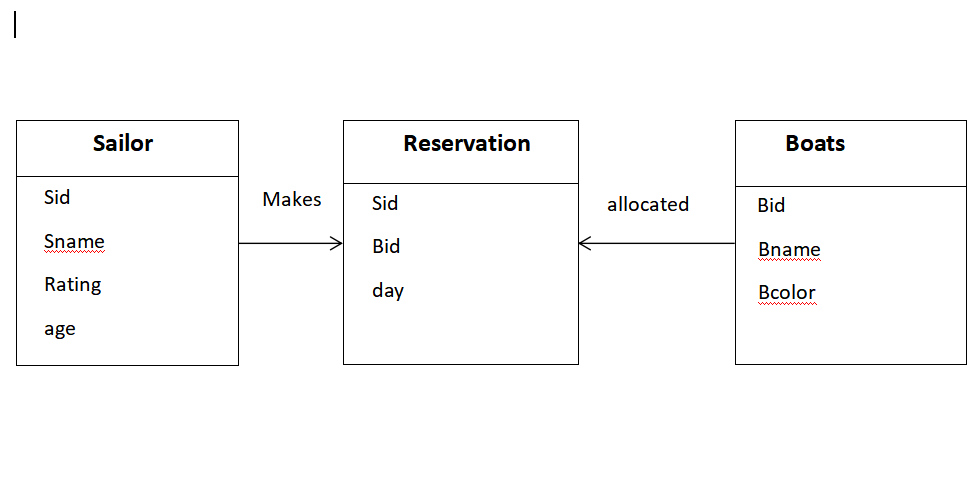 Sailor
Sid
Sname
Rating
age
Makes
Reservation
Sid
Bid
day
allocated
Boats
Bid
Bname
Bcolor